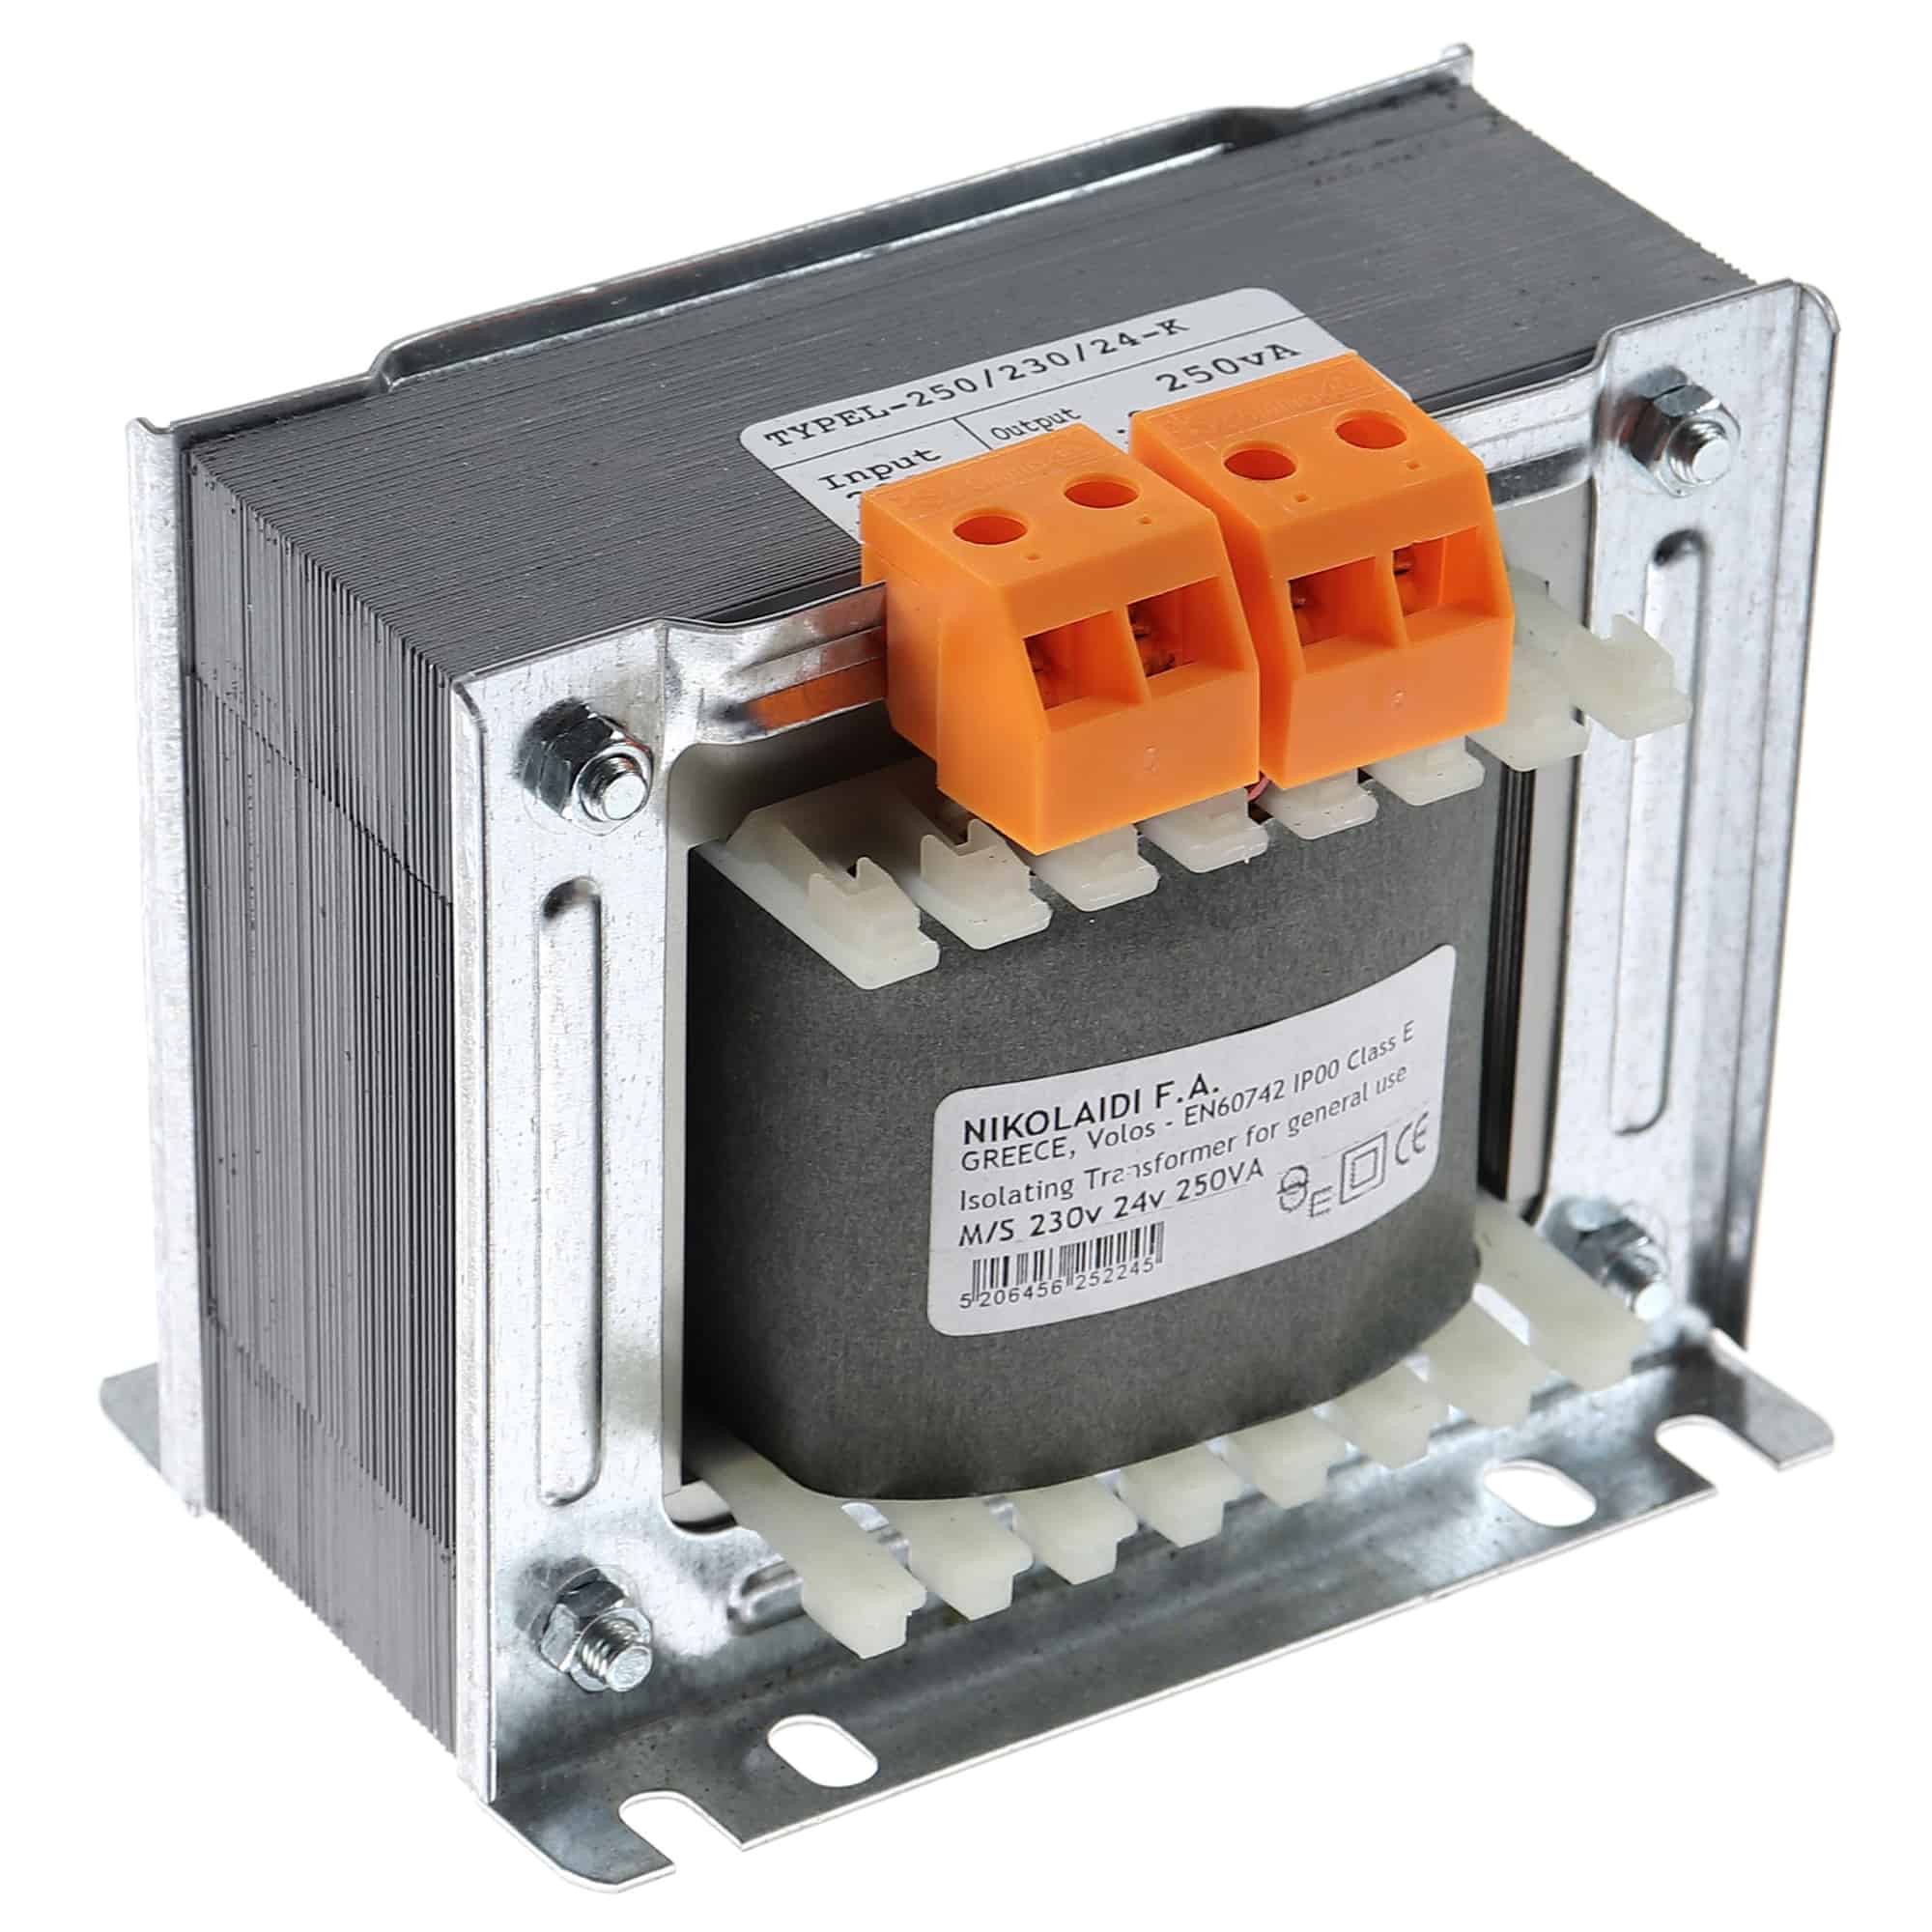 TYPEL-250/230/24-K
250vA
Input
Output
NIKOLAIDI F.A.
GREECE, Volos - EN60742 IP00 Class E
Isolating Transformer for general use
M/S 230v 24v 250VA
E
CE
5 206456 252245